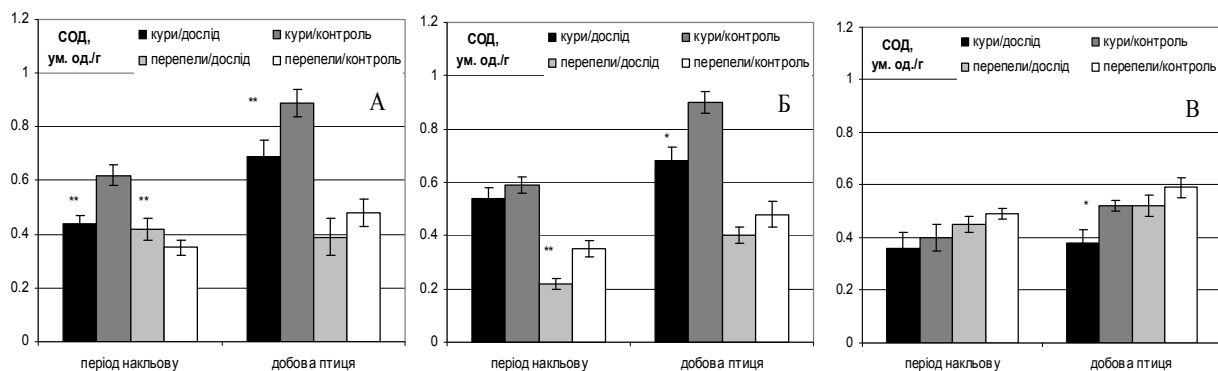 1.2
1
0.8
0.6
0.4
0.2
0
СОД,
ум. од./г
кури/дослід
кури/контроль
перепели/дослід
перепели/контроль
А
**
**
**
період накльову
добова птиця
1.2
1
0.8
0.6
0.4
0.2
0
СОД,
ум. од./г
кури/дослід
кури/контроль
перепели/дослід
перепели/контроль
Б
**
*
період накльову
добова птиця
1.2
1
0.8
0.6
0.4
0.2
0
СОД,
ум. од./г
кури/дослід
кури/контроль
перепели/дослід
перепели/контроль
В
*
період накльову
добова птиця